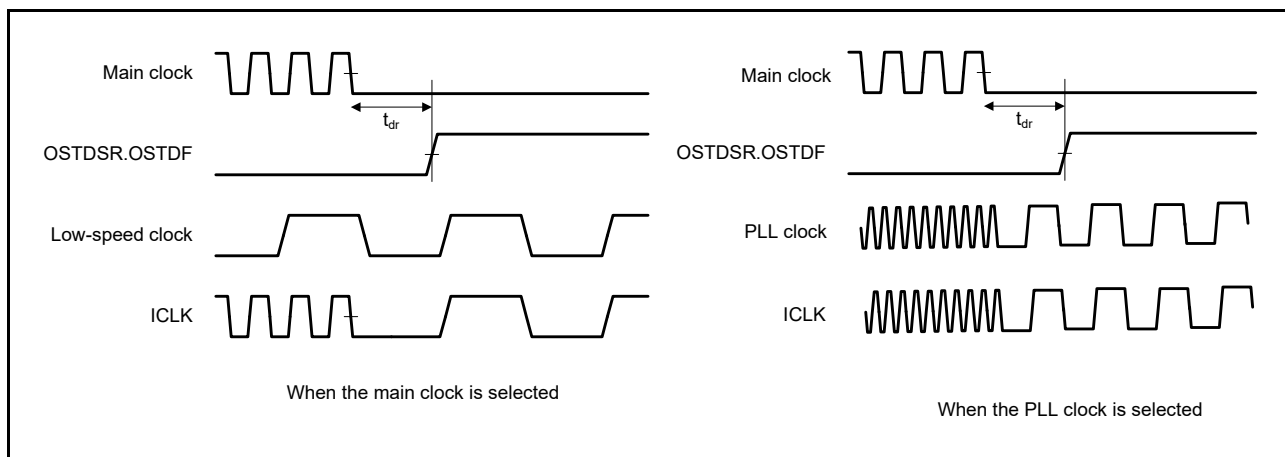 Main clock
t_dr
OSTDSR.OSTDF
Low-speed clock
ICLK
When the main clock is selected
Main clock
t_dr
OSTDSR.OSTDF
PLL clock
ICLK
When the PLL clock is selected